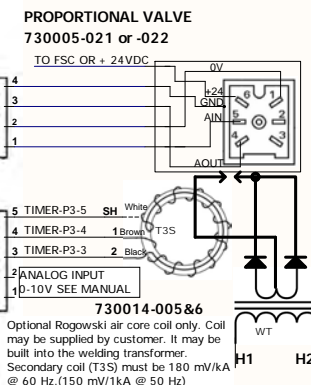 PROPORTIONAL VALVE
730005-021 or -022
TO FSC OR + 24VDC
0V
+24
GND
AIN
AOUT
6
1
5
2
4
3
4
3
2
1
5 TIMER-P3-5 SH White
4 TIMER-P3-4 1 Brown
3 TIMER-P3-3 2 Black
T3S
2
1
ANALOG INPUT
0-10V SEE MANUAL
730014-005&6
Optional Rogowski air core coil only. Coil
may be supplied by customer. It may be
built into the welding transformer.
Secondary coil (T3S) must be 180 mV/kA
@ 60 Hz.(150 mV/1kA @ 50 Hz)
WT
H1
H2